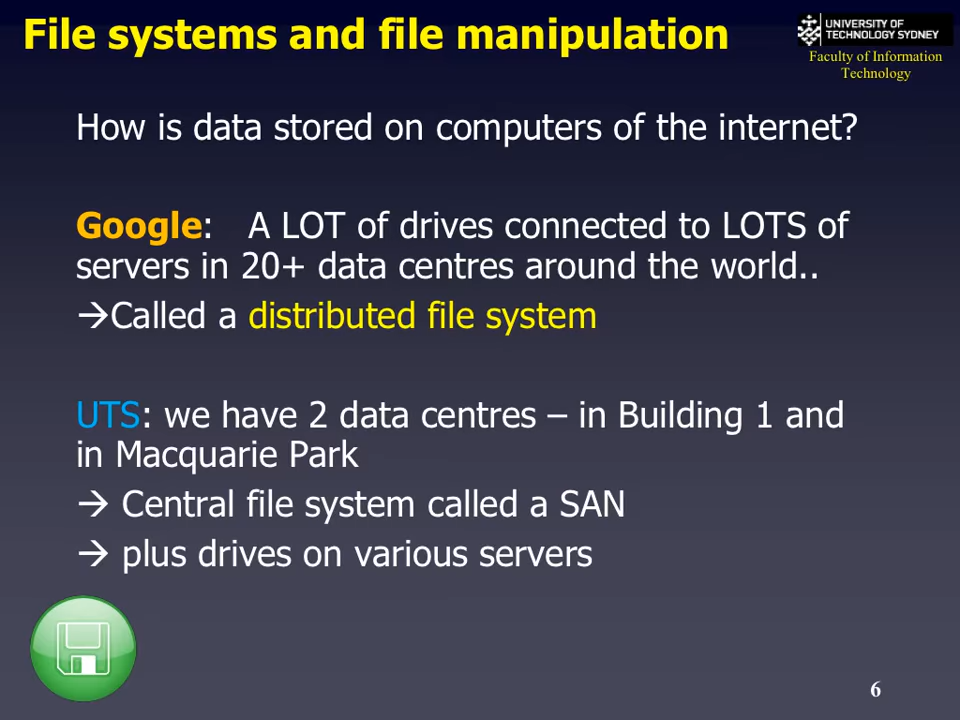 File systems and file manipulation
UNIVERSITY OF
TECHNOLOGY SYDNEY
Faculty of Information
Technology
How is data stored on computers of the internet?
Google: A LOT of drives connected to LOTS of
servers in 20+ data centres around the world..
→Called a distributed file system
UTS: we have 2 data centres – in Building 1 and
in Macquarie Park
→ Central file system called a SAN
→ plus drives on various servers
6